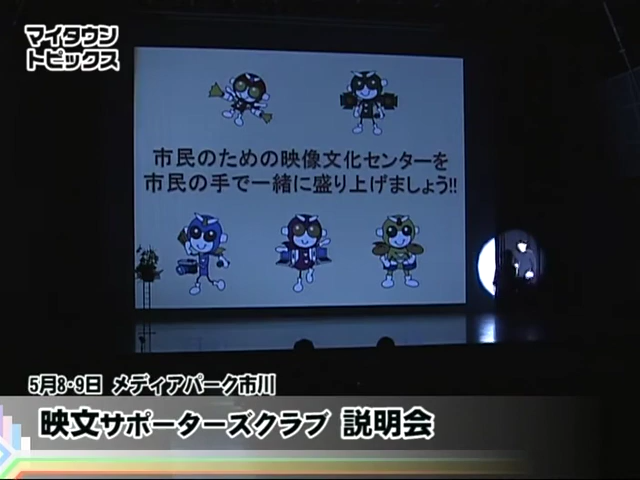 マイタウン
トピックス
市民のための映像文化センターを
市民の手で一緒に盛り上げましょう!!
5月8・9日 メディアパーク市川
映文サポーターズクラブ 説明会